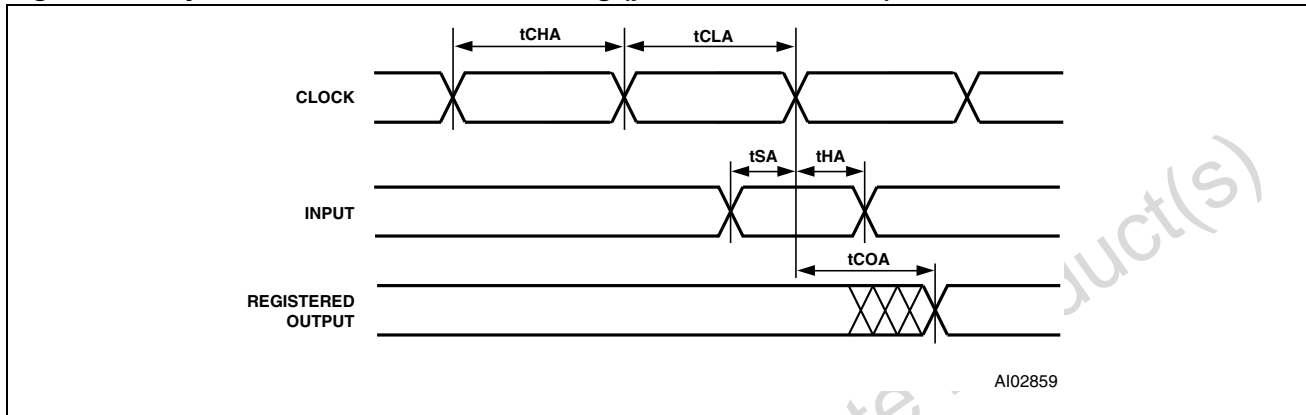 tCHA
tCLA
CLOCK
tSA
tHA
INPUT
tCOA
REGISTERED
OUTPUT
AI02859